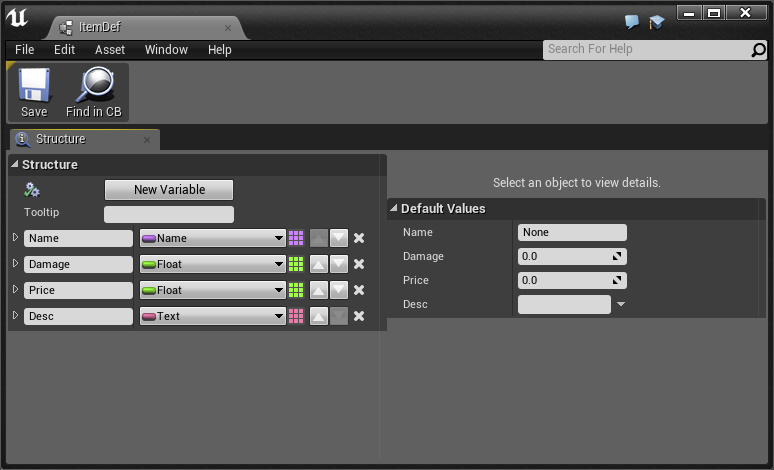 ItemDef
File Edit Asset Window Help
Search For Help
Save Find in CB
Structure
Structure
New Variable
Tooltip
Name Name
Damage Float
Price Float
Desc Text
Select an object to view details.
Default Values
Name None
Damage 0.0
Price 0.0
Desc